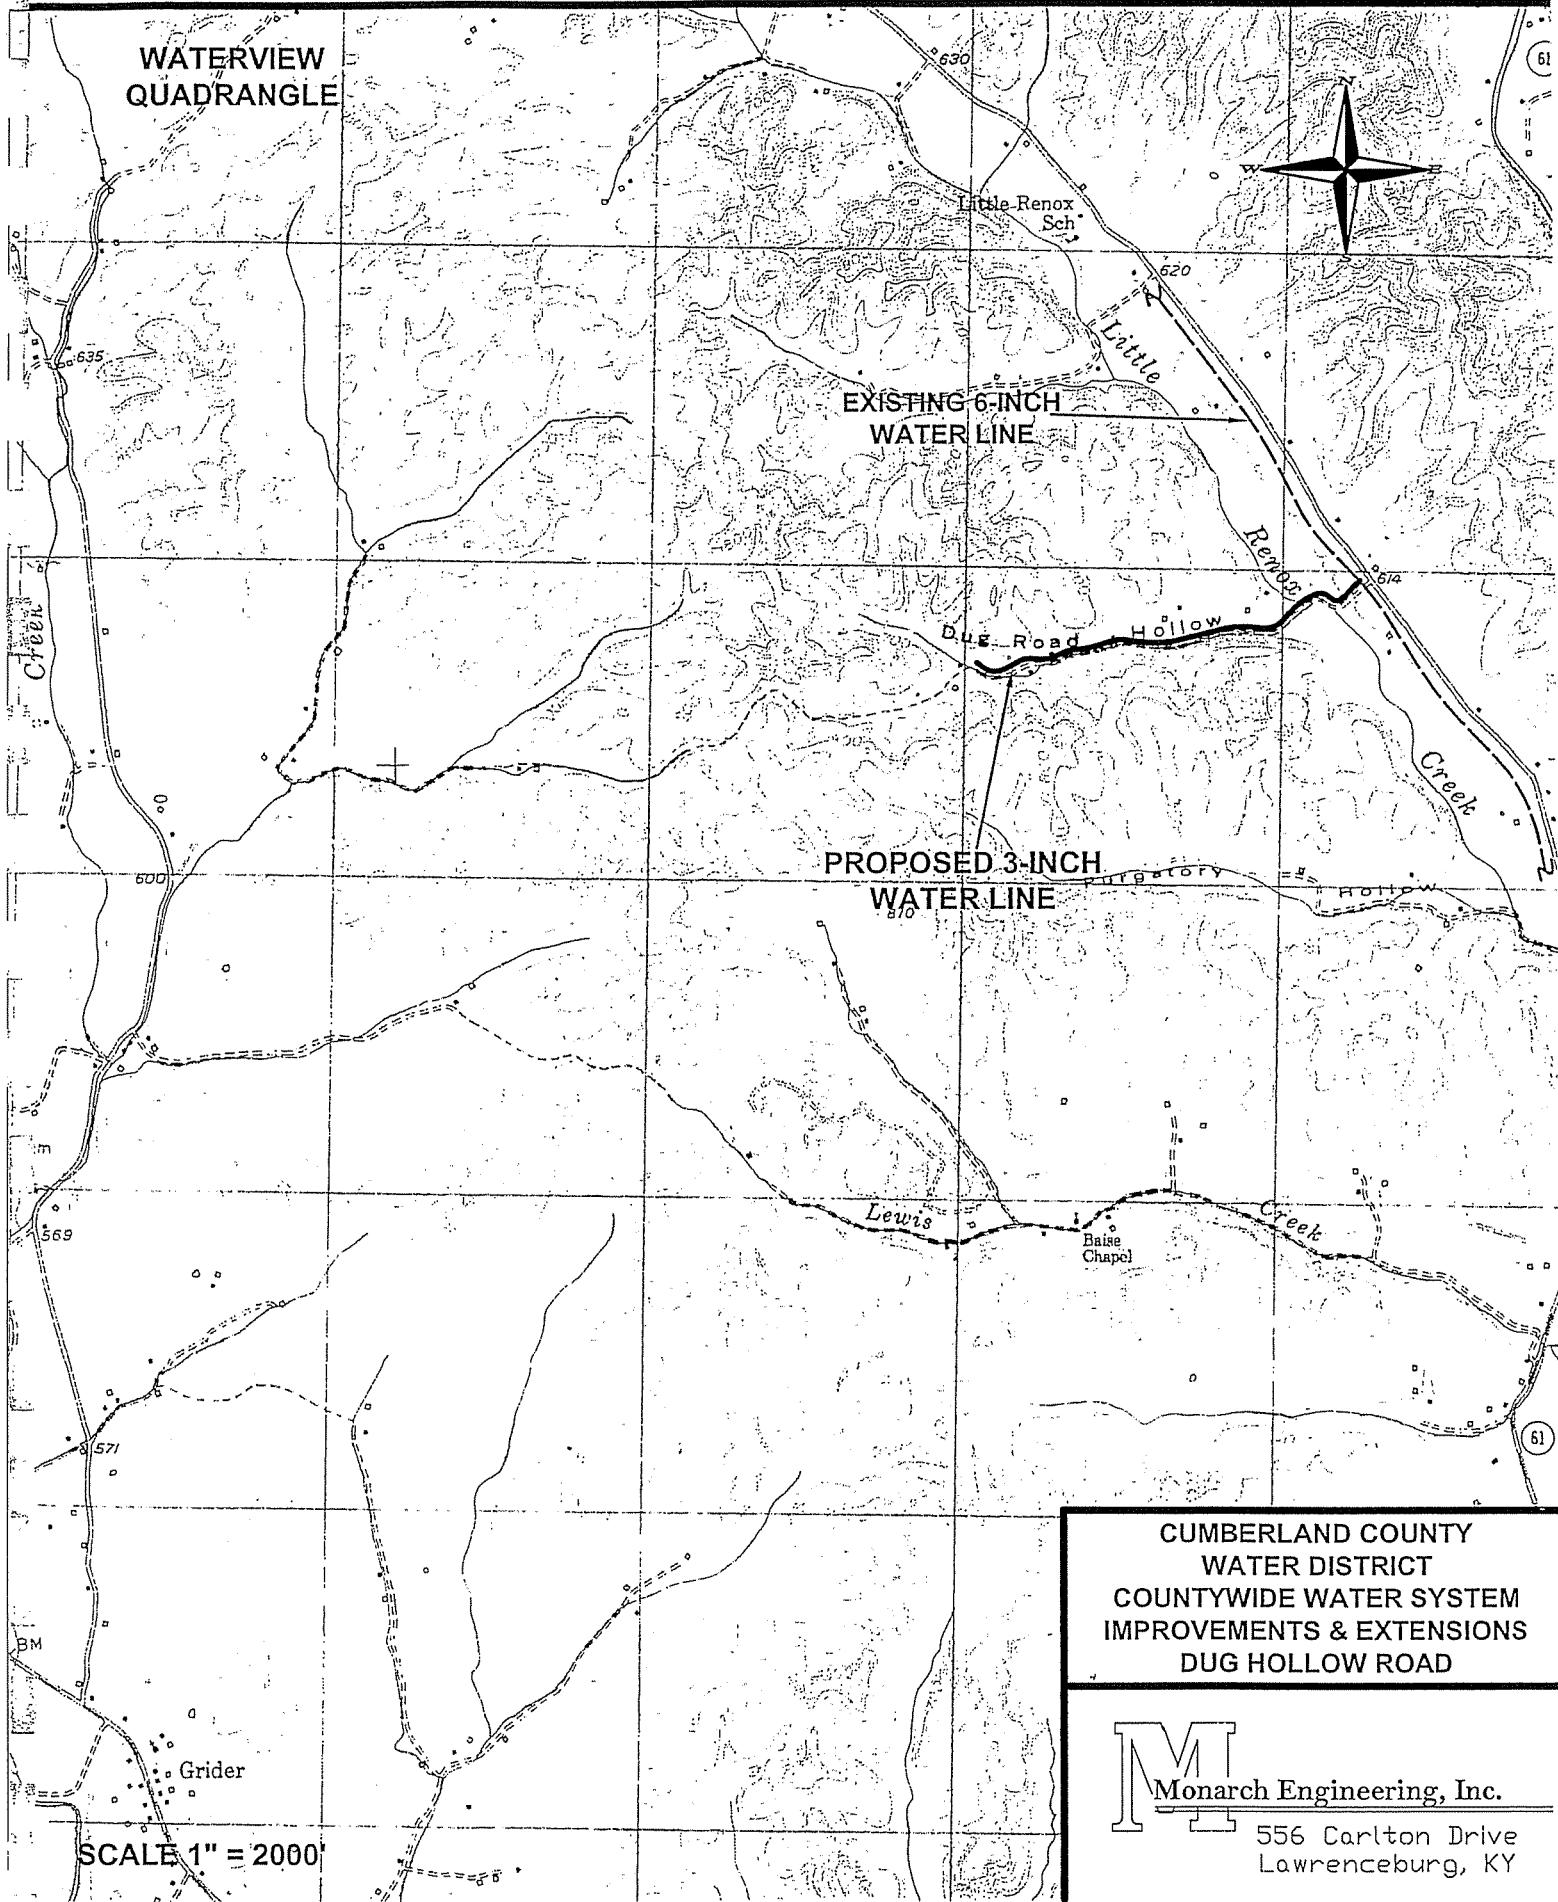 WATERVIEW
QUADRANGLE
630
61
N
W
E
S
Little Renox
Sch
620
635
Little
EXISTING 6-INCH
WATER LINE
Renox
614
Creek
Dug Road Hollow
Creek
PROPOSED 3-INCH
WATER LINE
600
810
Purgatory Hollow
m
569
Lewis Creek
Baise
Chapel
571
61
CUMBERLAND COUNTY
WATER DISTRICT
COUNTYWIDE WATER SYSTEM
IMPROVEMENTS & EXTENSIONS
DUG HOLLOW ROAD
BM
Grider
M
Monarch Engineering, Inc.
556 Carlton Drive
Lawrenceburg, KY
SCALE 1" = 2000'